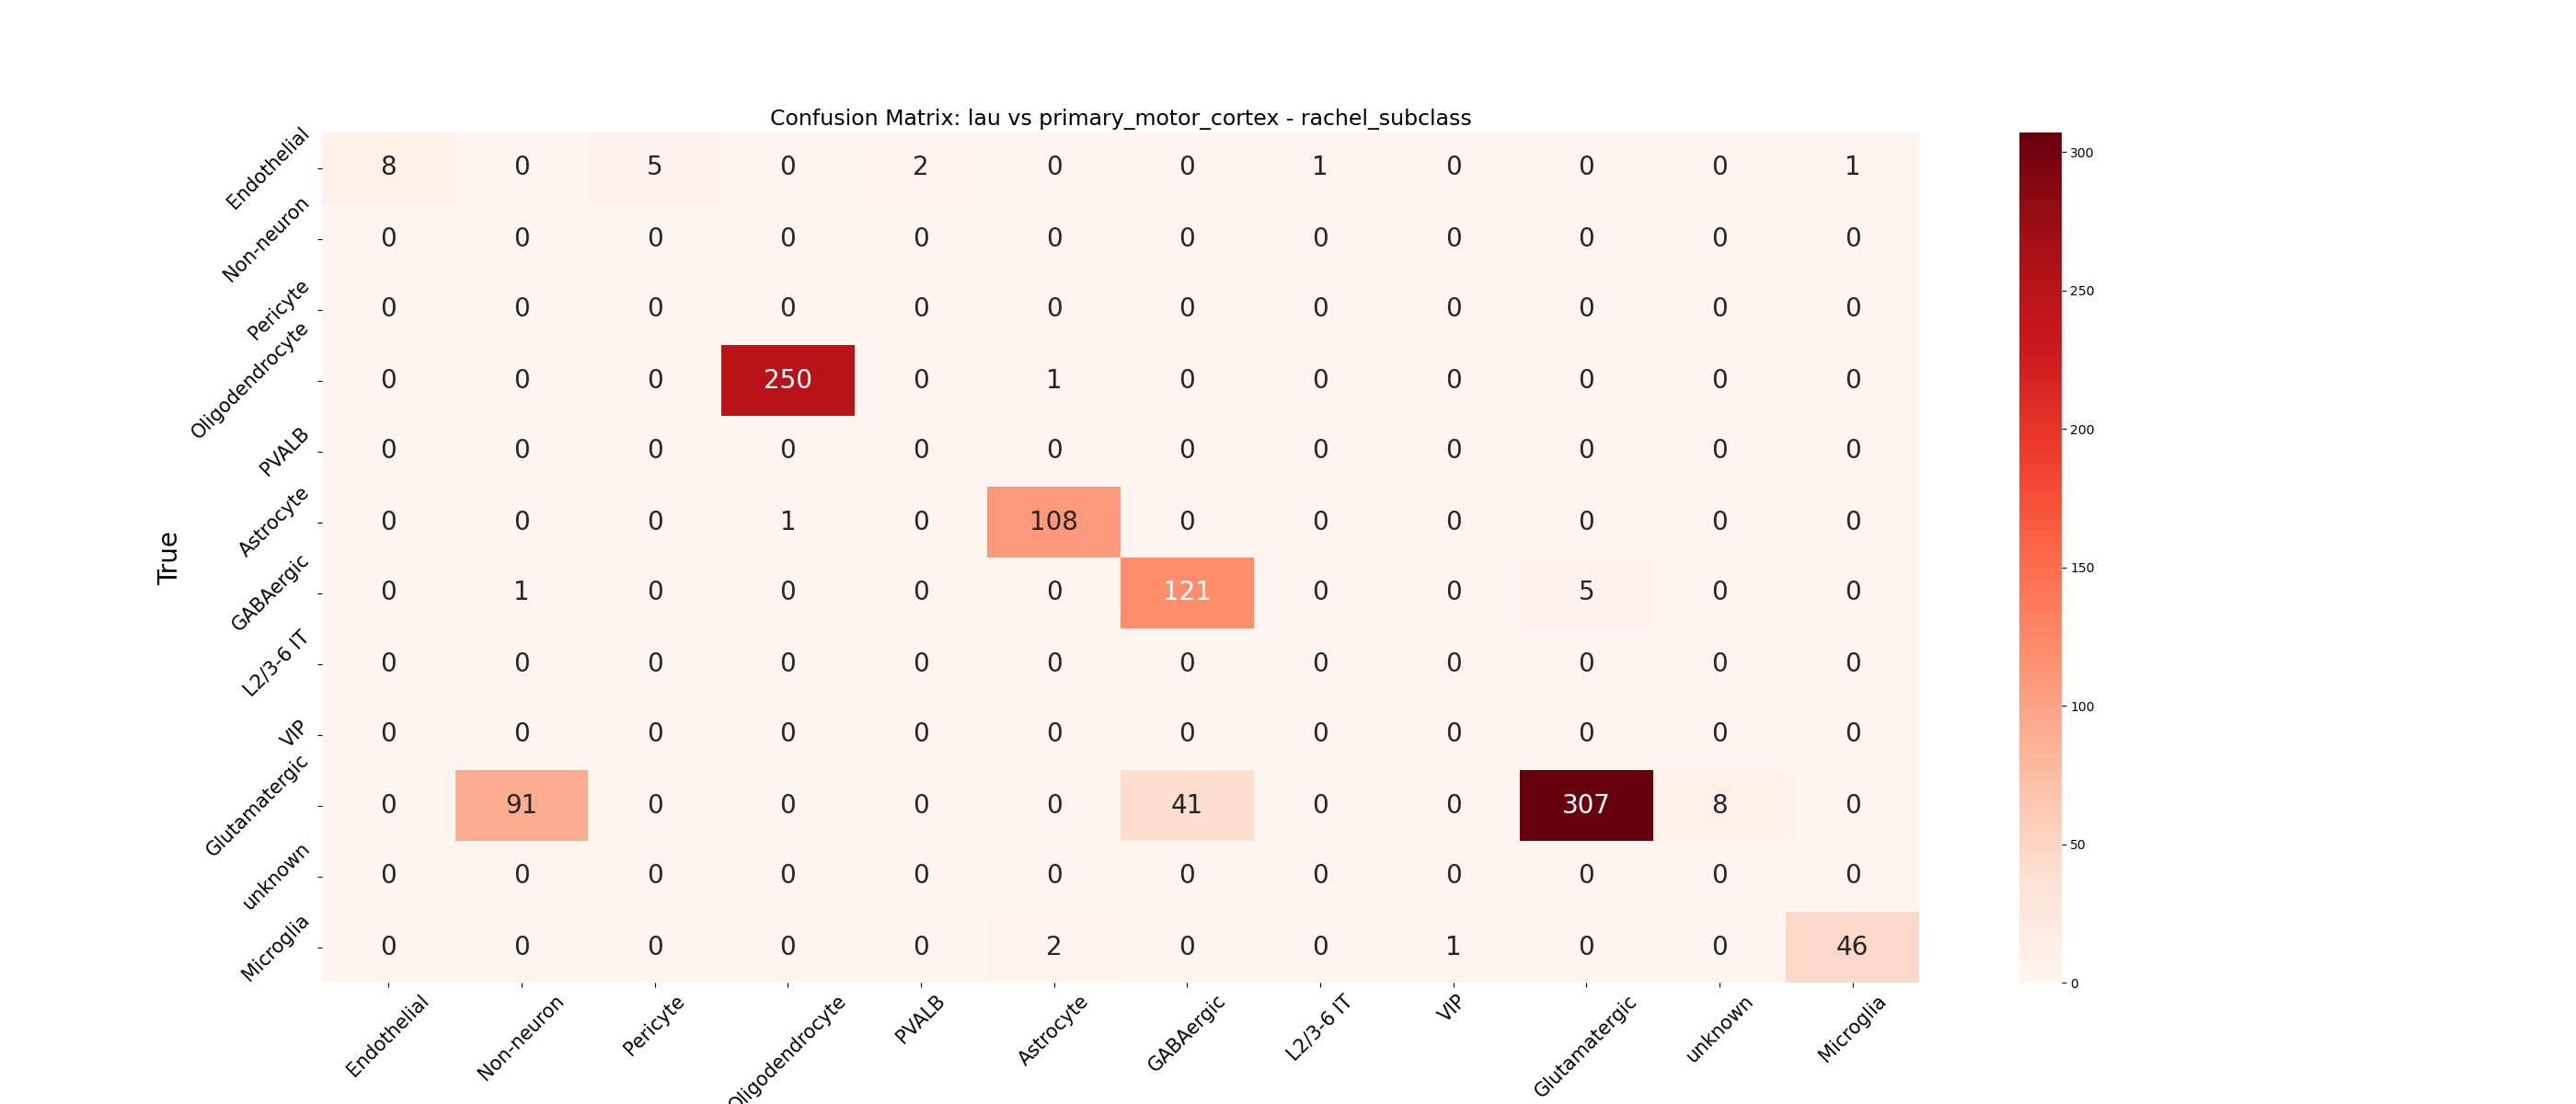 Confusion Matrix: lau vs primary_motor_cortex - rachel_subclass
True
Endothelial 8 0 5 0 2 0 0 1 0 0 0 1
Non-neuron 0 0 0 0 0 0 0 0 0 0 0 0
Pericyte 0 0 0 0 0 0 0 0 0 0 0 0
Oligodendrocyte 0 0 0 250 0 1 0 0 0 0 0 0
PVALB 0 0 0 0 0 0 0 0 0 0 0 0
Astrocyte 0 0 0 1 0 108 0 0 0 0 0 0
GABAergic 0 1 0 0 0 0 121 0 0 5 0 0
L2/3-6 IT 0 0 0 0 0 0 0 0 0 0 0 0
VIP 0 0 0 0 0 0 0 0 0 0 0 0
Glutamatergic 0 91 0 0 0 0 41 0 0 307 8 0
unknown 0 0 0 0 0 0 0 0 0 0 0 0
Microglia 0 0 0 0 0 2 0 0 1 0 0 46
Endothelial Non-neuron Pericyte Oligodendrocyte PVALB Astrocyte GABAergic L2/3-6 IT VIP Glutamatergic unknown Microglia
300
250
200
150
100
50
0